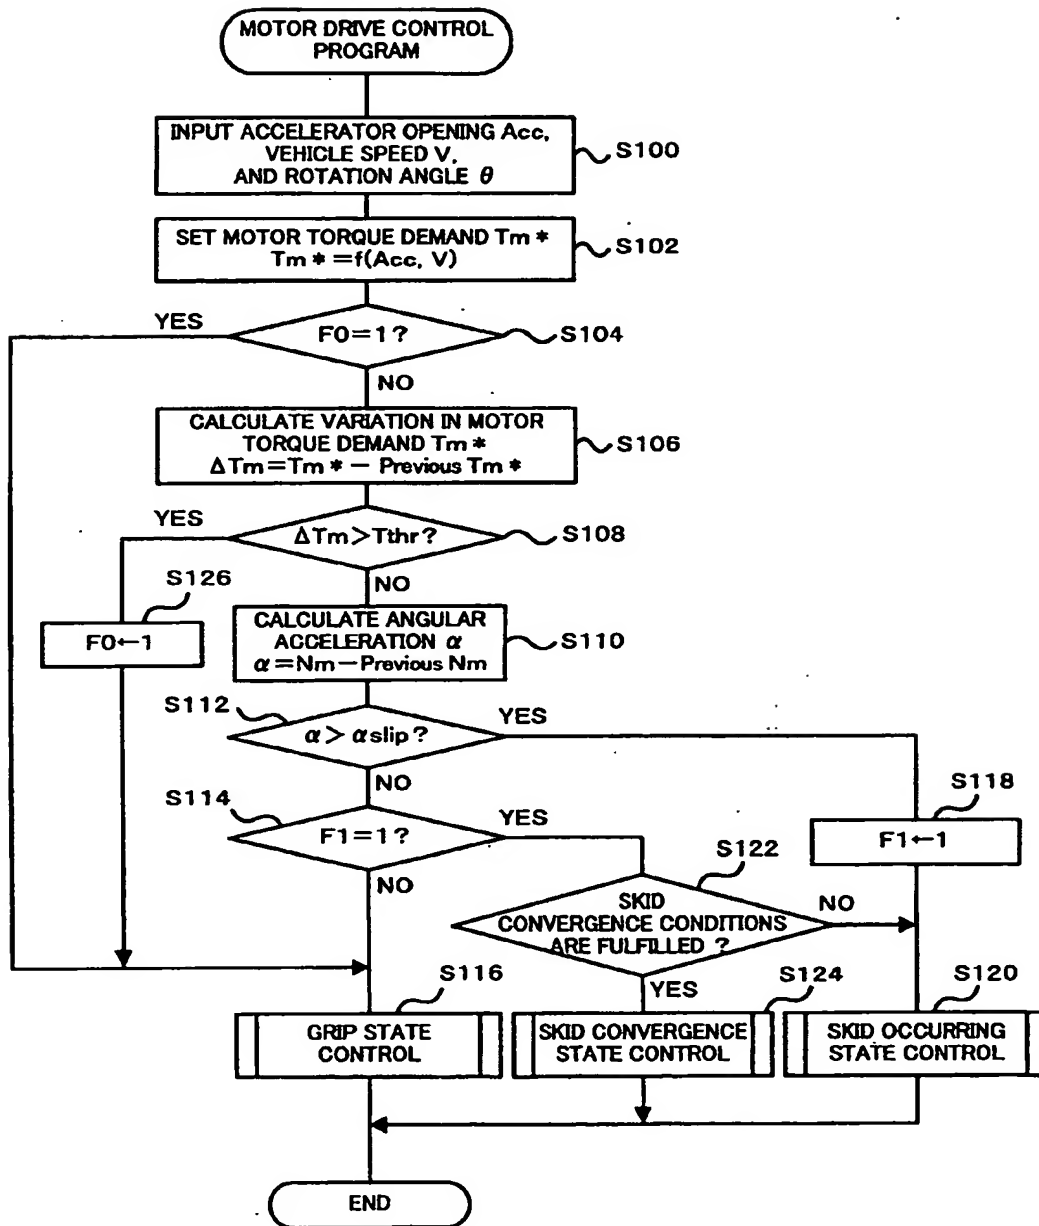 MOTOR DRIVE CONTROL
PROGRAM
INPUT ACCELERATOR OPENING Acc,
VEHICLE SPEED V,
AND ROTATION ANGLE θ
S100
SET MOTOR TORQUE DEMAND Tm*
Tm*=f(Acc, V)
S102
YES
F0=1?
S104
NO
CALCULATE VARIATION IN MOTOR
TORQUE DEMAND Tm*
ΔTm=Tm* − Previous Tm*
S106
YES
ΔTm>Tthr?
S108
NO
S126
F0←1
CALCULATE ANGULAR
ACCELERATION α
α=Nm−Previous Nm
S110
S112
α> αslip?
YES
NO
S114
F1=1?
YES
NO
S118
F1←1
S122
SKID
CONVERGENCE CONDITIONS
ARE FULFILLED ?
NO
YES
S116
GRIP STATE
CONTROL
S124
SKID CONVERGENCE
STATE CONTROL
S120
SKID OCCURRING
STATE CONTROL
END